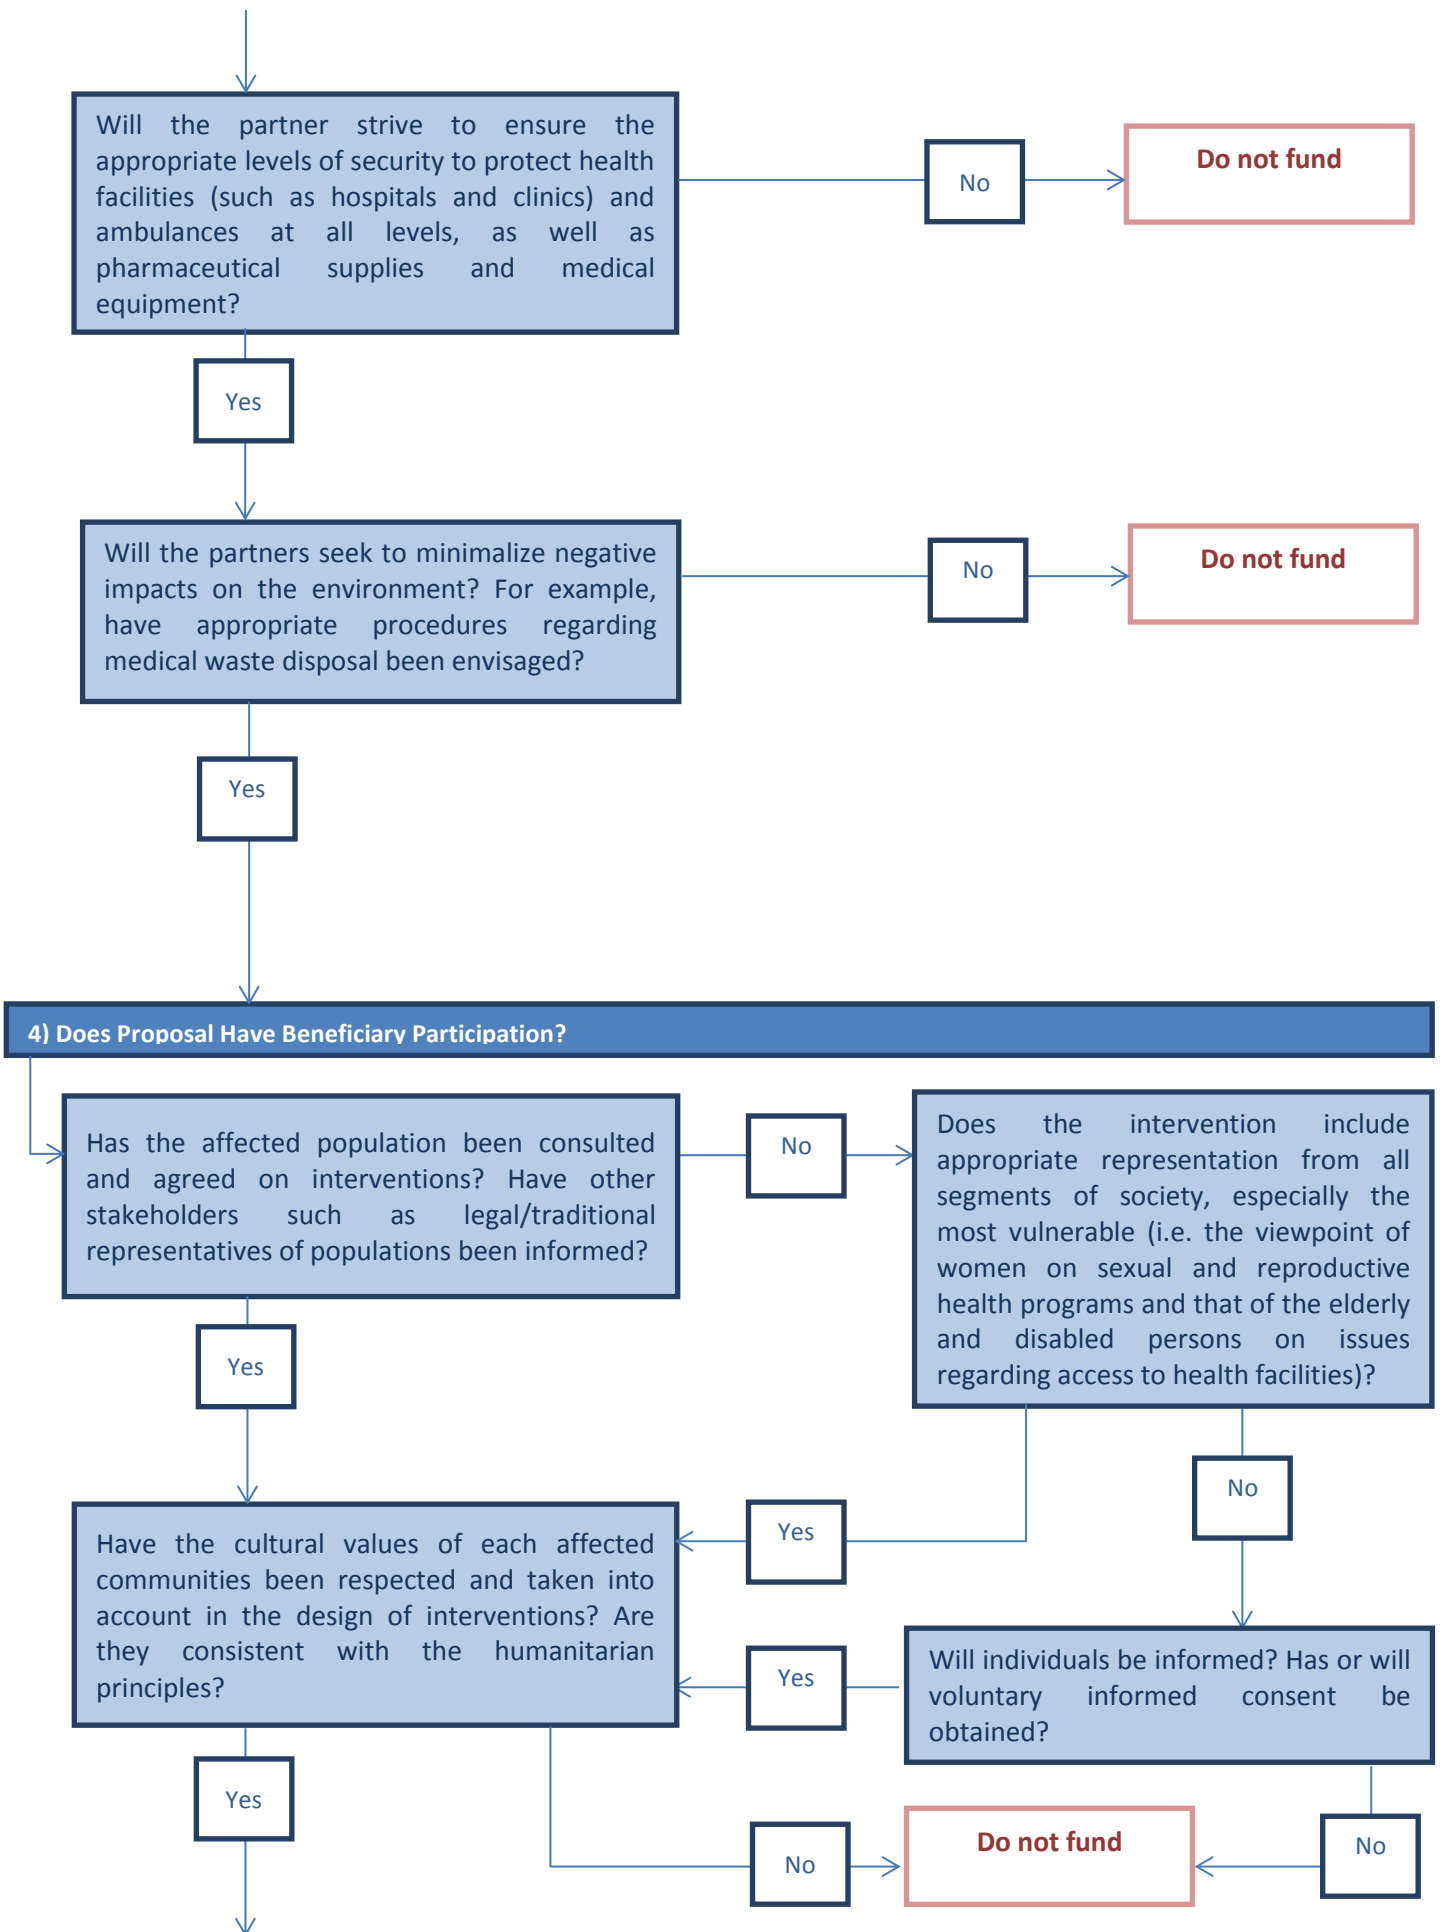 Will the partner strive to ensure the
appropriate levels of security to protect health
facilities (such as hospitals and clinics) and
ambulances at all levels, as well as
pharmaceutical supplies and medical
equipment?
No
Do not fund
Yes
Will the partners seek to minimalize negative
impacts on the environment? For example,
have appropriate procedures regarding
medical waste disposal been envisaged?
No
Do not fund
Yes
4) Does Proposal Have Beneficiary Participation?
Has the affected population been consulted
and agreed on interventions? Have other
stakeholders such as legal/traditional
representatives of populations been informed?
No
Does the intervention include
appropriate representation from all
segments of society, especially the
most vulnerable (i.e. the viewpoint of
women on sexual and reproductive
health programs and that of the elderly
and disabled persons on issues
regarding access to health facilities)?
Yes
No
Yes
Have the cultural values of each affected
communities been respected and taken into
account in the design of interventions? Are
they consistent with the humanitarian
principles?
Yes
Will individuals be informed? Has or will
voluntary informed consent be
obtained?
Yes
No
Do not fund
No